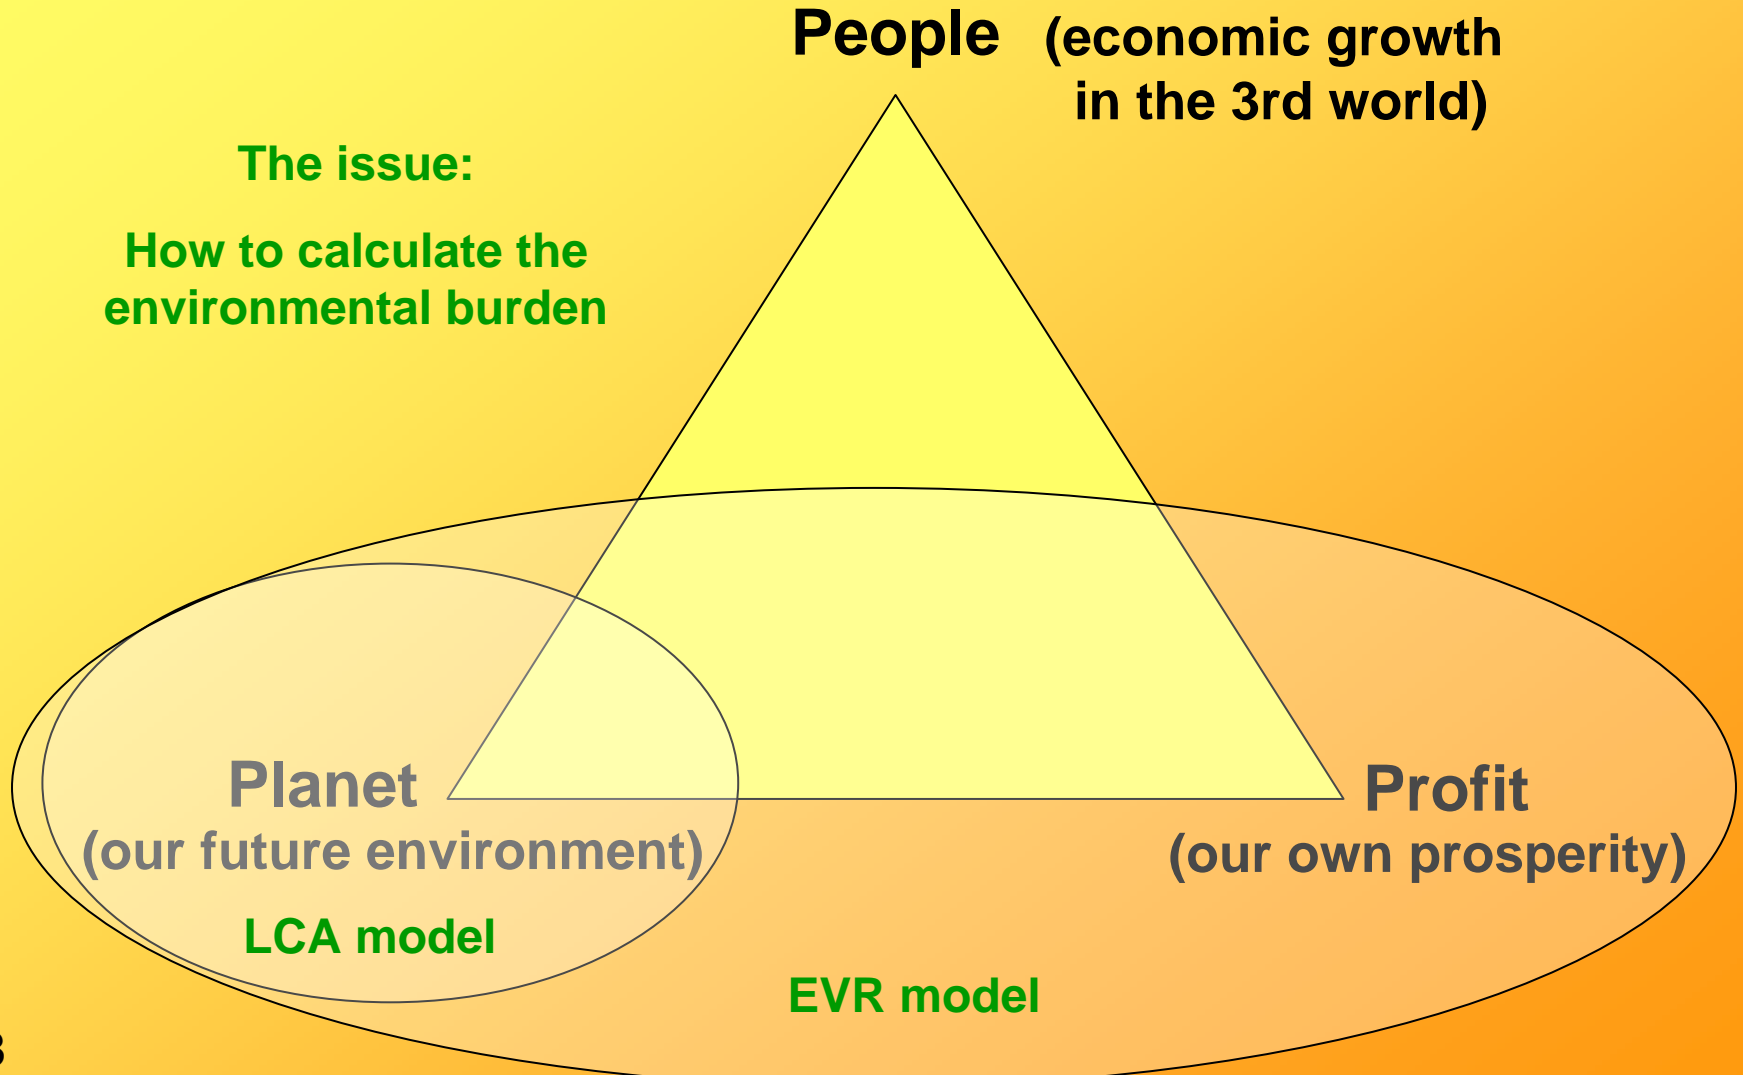 People (economic growth
in the 3rd world)
The issue:
How to calculate the
environmental burden
Planet
(our future environment)
Profit
(our own prosperity)
LCA model
EVR model